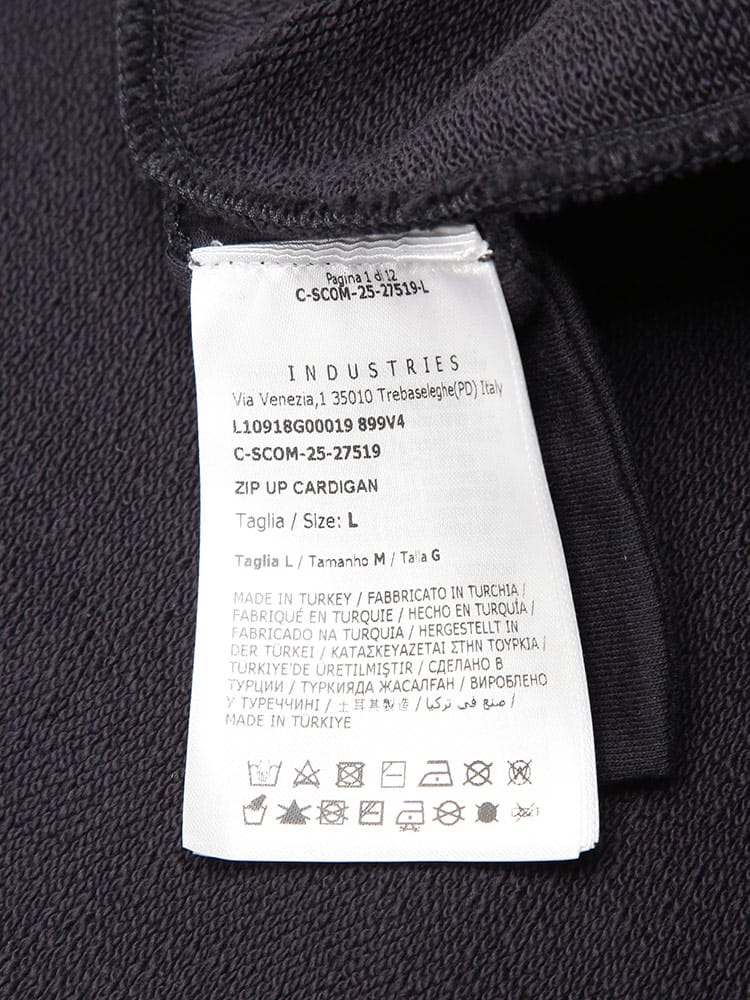 Pagina 1 di 12
C-SCOM-25-27519-L
INDUSTRIES
Via Venezia,1 35010 Trebaseleghe(PD) Italy
L10918G00019 899V4
C-SCOM-25-27519
ZIP UP CARDIGAN
Taglia / Size: L
Taglia L / Tamanho M / Talla G
MADE IN TURKEY / FABBRICATO IN TURCHIA /
FABRIQUÉ EN TURQUIE / HECHO EN TURQUÍA /
FABRICADO NA TURQUIA / HERGESTELLT IN
DER TÜRKEI / ΚΑΤΑΣΚΕΥΑΖΕΤΑΙ ΣΤΗΝ ΤΟΥΡΚΙΑ /
TURKIYE'DE ÜRETILMIŞTIR / СДЕЛАНО В
ТУРЦИИ / ТҮРКИЯДА ЖАСАЛҒАН / ВИРОБЛЕНО
У ТУРЕЧЧИНІ / 土耳其製造 / صنع في تركيا /
MADE IN TÜRKIYE